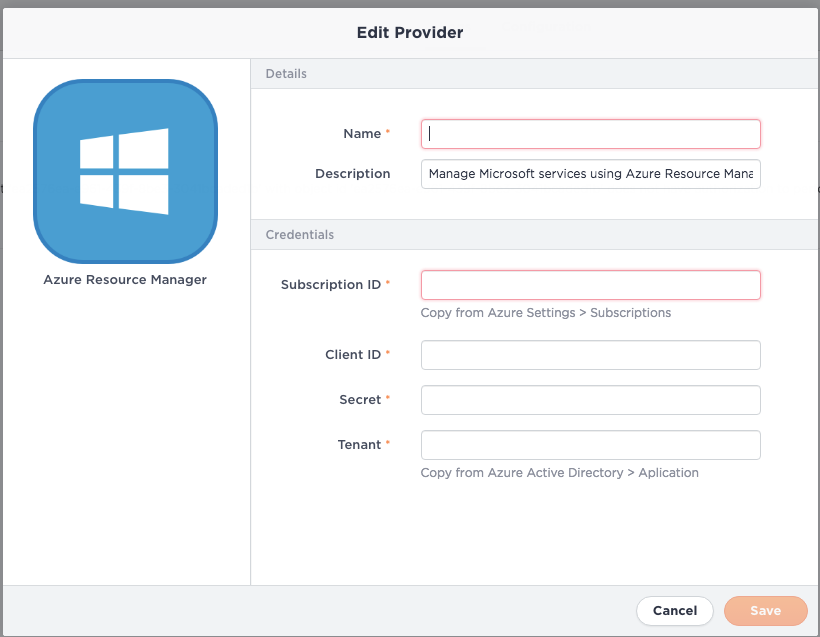 Edit Provider
Azure Resource Manager
Details
Name *
Description
Manage Microsoft services using Azure Resource Mana
Credentials
Subscription ID *
Copy from Azure Settings > Subscriptions
Client ID *
Secret *
Tenant *
Copy from Azure Active Directory > Aplication
Cancel
Save